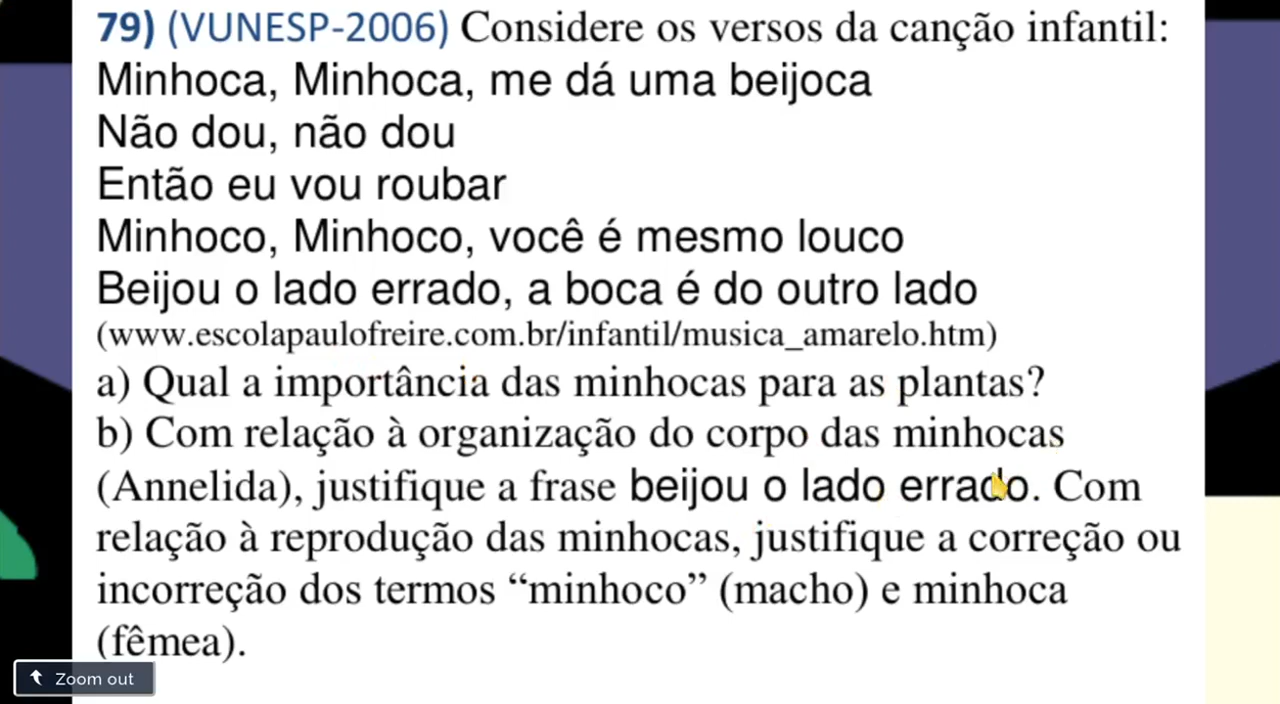 79) (VUNESP-2006) Considere os versos da canção infantil:
Minhoca, Minhoca, me dá uma beijoca
Não dou, não dou
Então eu vou roubar
Minhoco, Minhoco, você é mesmo louco
Beijou o lado errado, a boca é do outro lado
(www.escolapaulofreire.com.br/infantil/musica_amarelo.htm)
a) Qual a importância das minhocas para as plantas?
b) Com relação à organização do corpo das minhocas
(Annelida), justifique a frase beijou o lado errado. Com
relação à reprodução das minhocas, justifique a correção ou
incorreção dos termos “minhoco” (macho) e minhoca
(fêmea).
Zoom out